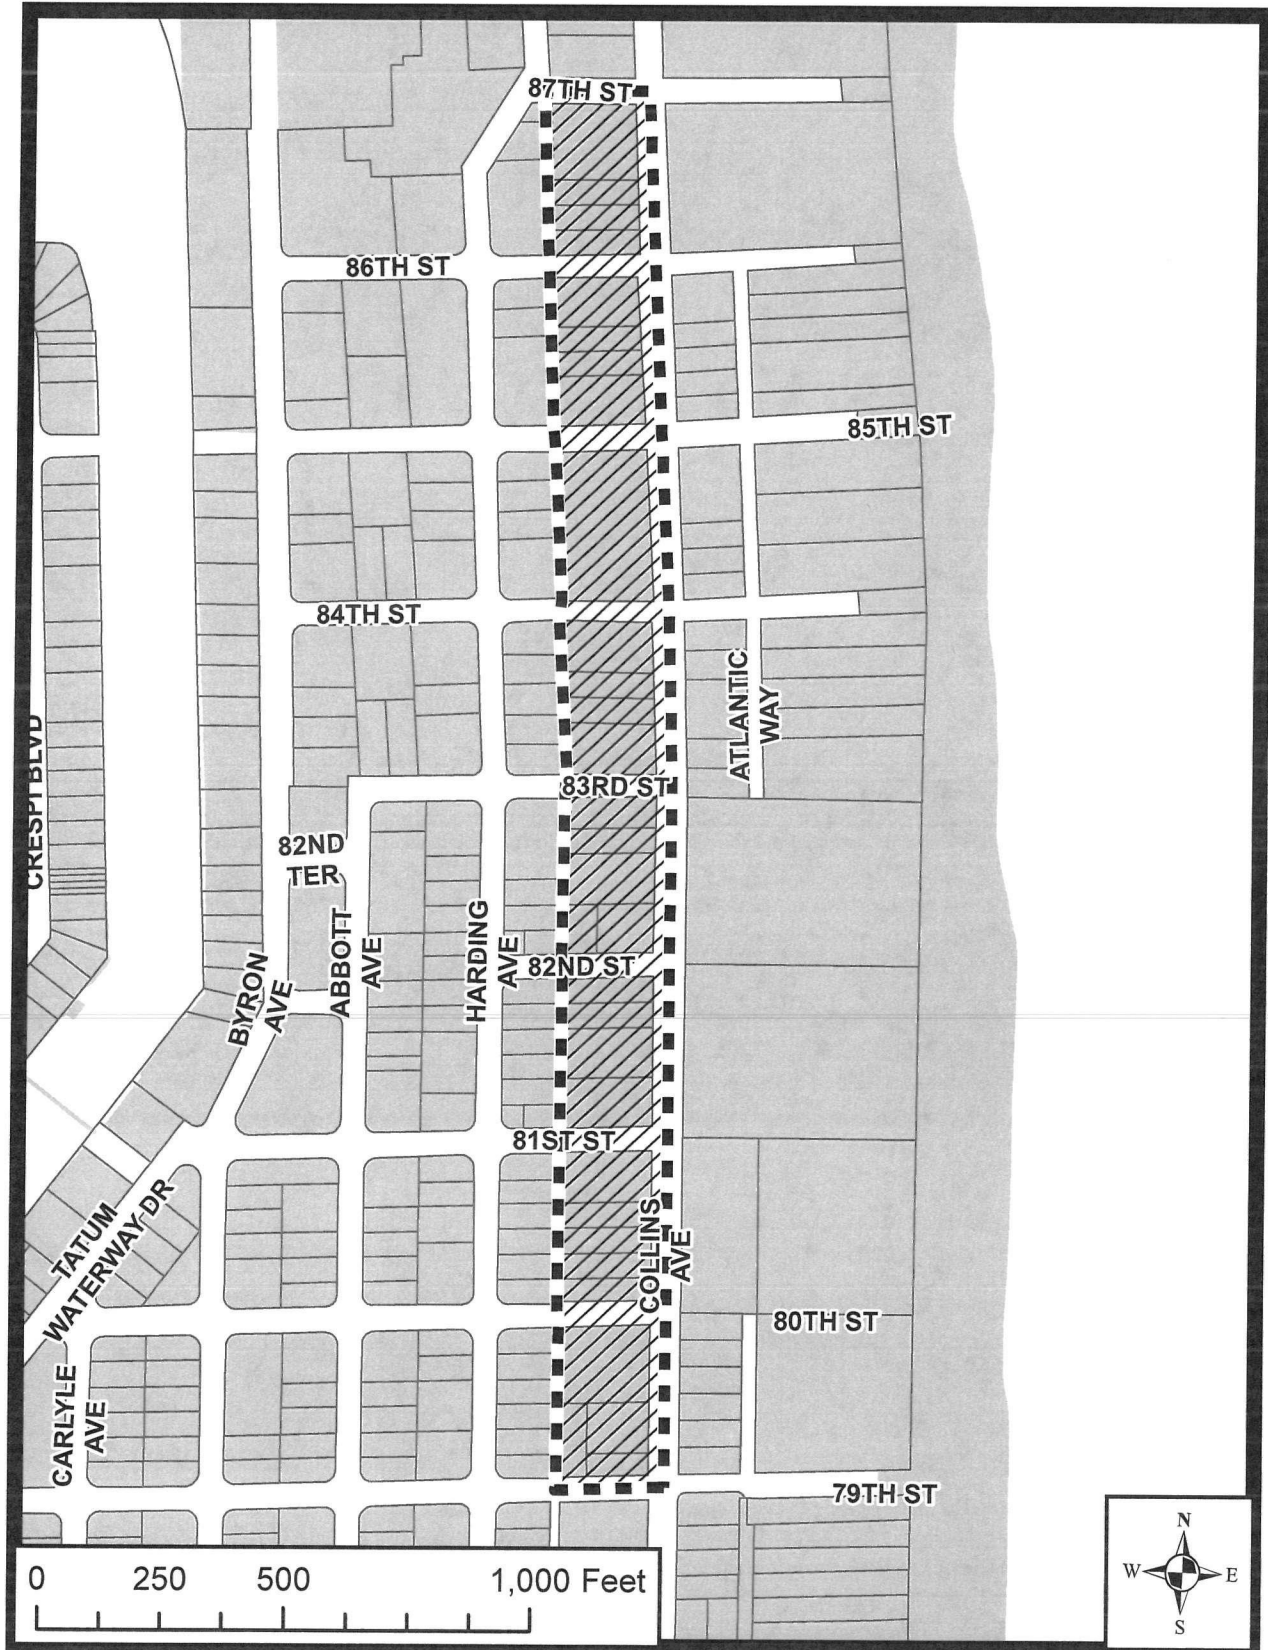 87TH ST
86TH ST
85TH ST
84TH ST
ATLANTIC
WAY
CRESPI BLVD
83RD ST
82ND
TER
ABBOTT
AVE
HARDING
AVE
BYRON
AVE
82ND ST
81ST ST
TATUM
WATERWAY DR
COLLINS
AVE
80TH ST
CARLYLE
AVE
79TH ST
0 250 500 1,000 Feet
N
W E
S